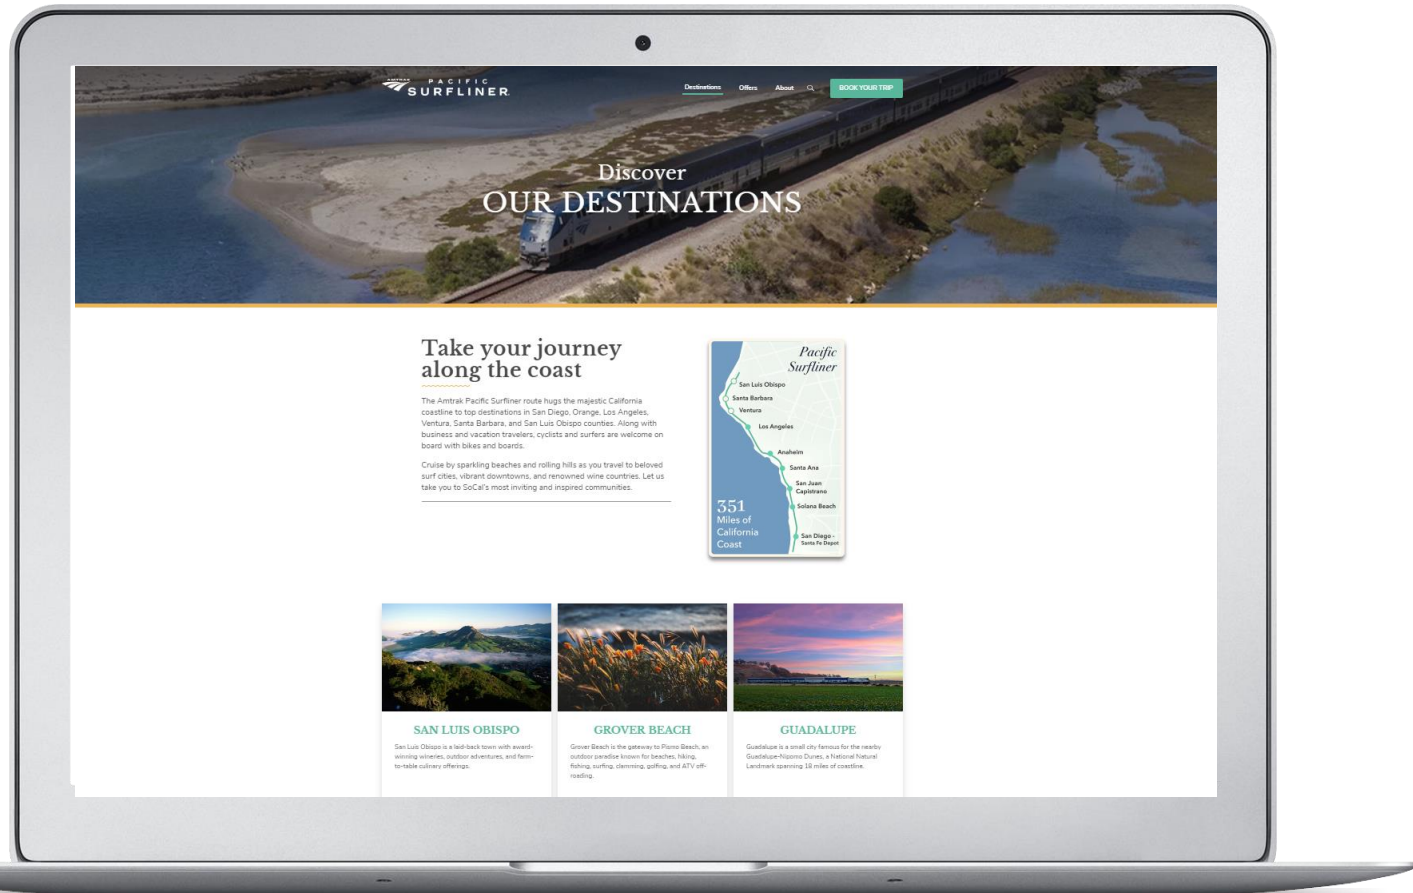 AMTRAK
PACIFIC
SURFLINER
Destinations Offers About BOOK YOUR TRIP
Discover
OUR DESTINATIONS
Take your journey
along the coast
The Amtrak Pacific Surfliner route hugs the majestic California
coastline to top destinations in San Diego, Orange, Los Angeles,
Ventura, Santa Barbara, and San Luis Obispo counties. Along with
business and vacation travelers, cyclists and surfers are welcome on
board with bikes and boards.
Cruise by sparkling beaches and rolling hills as you travel to beloved
surf cities, vibrant downtowns, and renowned wine countries. Let us
take you to SoCal's most inviting and inspired communities.
Pacific
Surfliner
San Luis Obispo
Santa Barbara
Ventura
Los Angeles
Anaheim
Santa Ana
San Juan
Capistrano
Solana Beach
San Diego -
Santa Fe Depot
351
Miles of
California
Coast
SAN LUIS OBISPO
San Luis Obispo is a laid-back town with award-
winning wineries, outdoor adventures, and farm-
to-table culinary offerings.
GROVER BEACH
Grover Beach is the gateway to Pismo Beach, an
outdoor paradise known for beaches, hiking,
fishing, surfing, clamming, golfing, and ATV off-
roading.
GUADALUPE
Guadalupe is a small city famous for the nearby
Guadalupe-Nipomo Dunes, a National Natural
Landmark spanning 18 miles of coastline.